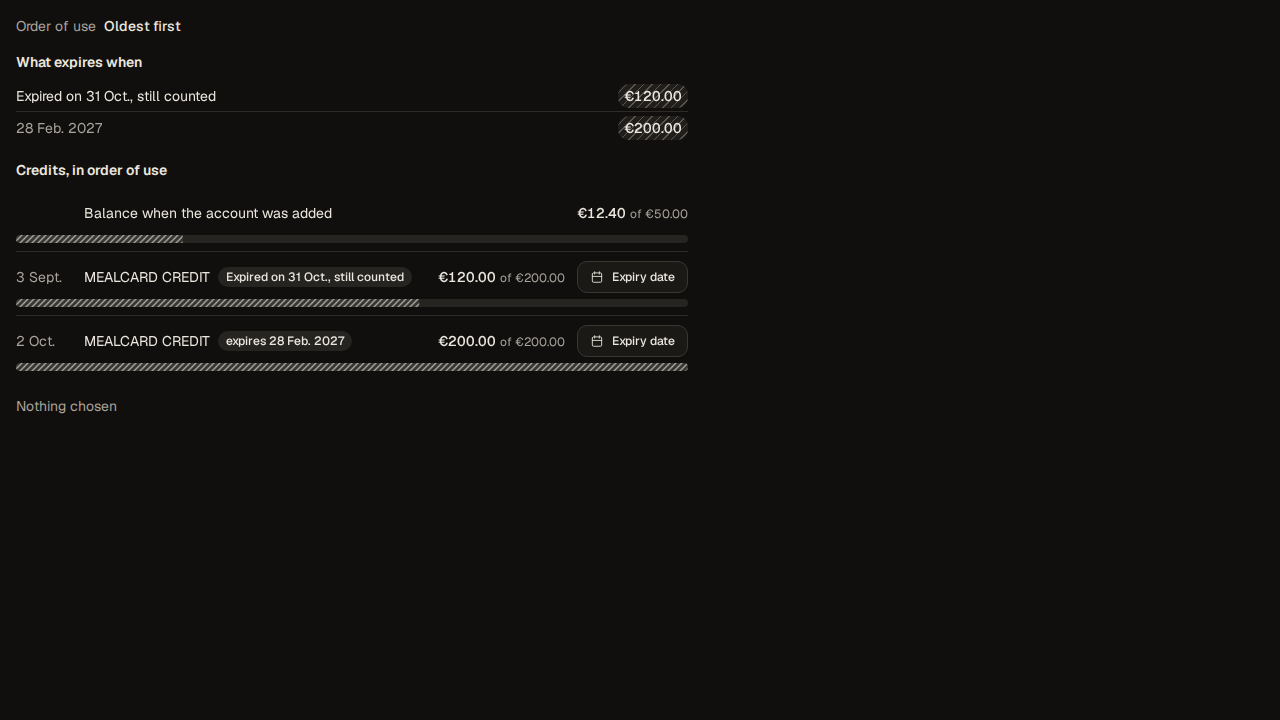 Order of use Oldest first
What expires when
Expired on 31 Oct., still counted €120.00
28 Feb. 2027 €200.00
Credits, in order of use
Balance when the account was added €12.40 of €50.00
3 Sept. MEALCARD CREDIT Expired on 31 Oct., still counted €120.00 of €200.00 Expiry date
2 Oct. MEALCARD CREDIT expires 28 Feb. 2027 €200.00 of €200.00 Expiry date
Nothing chosen